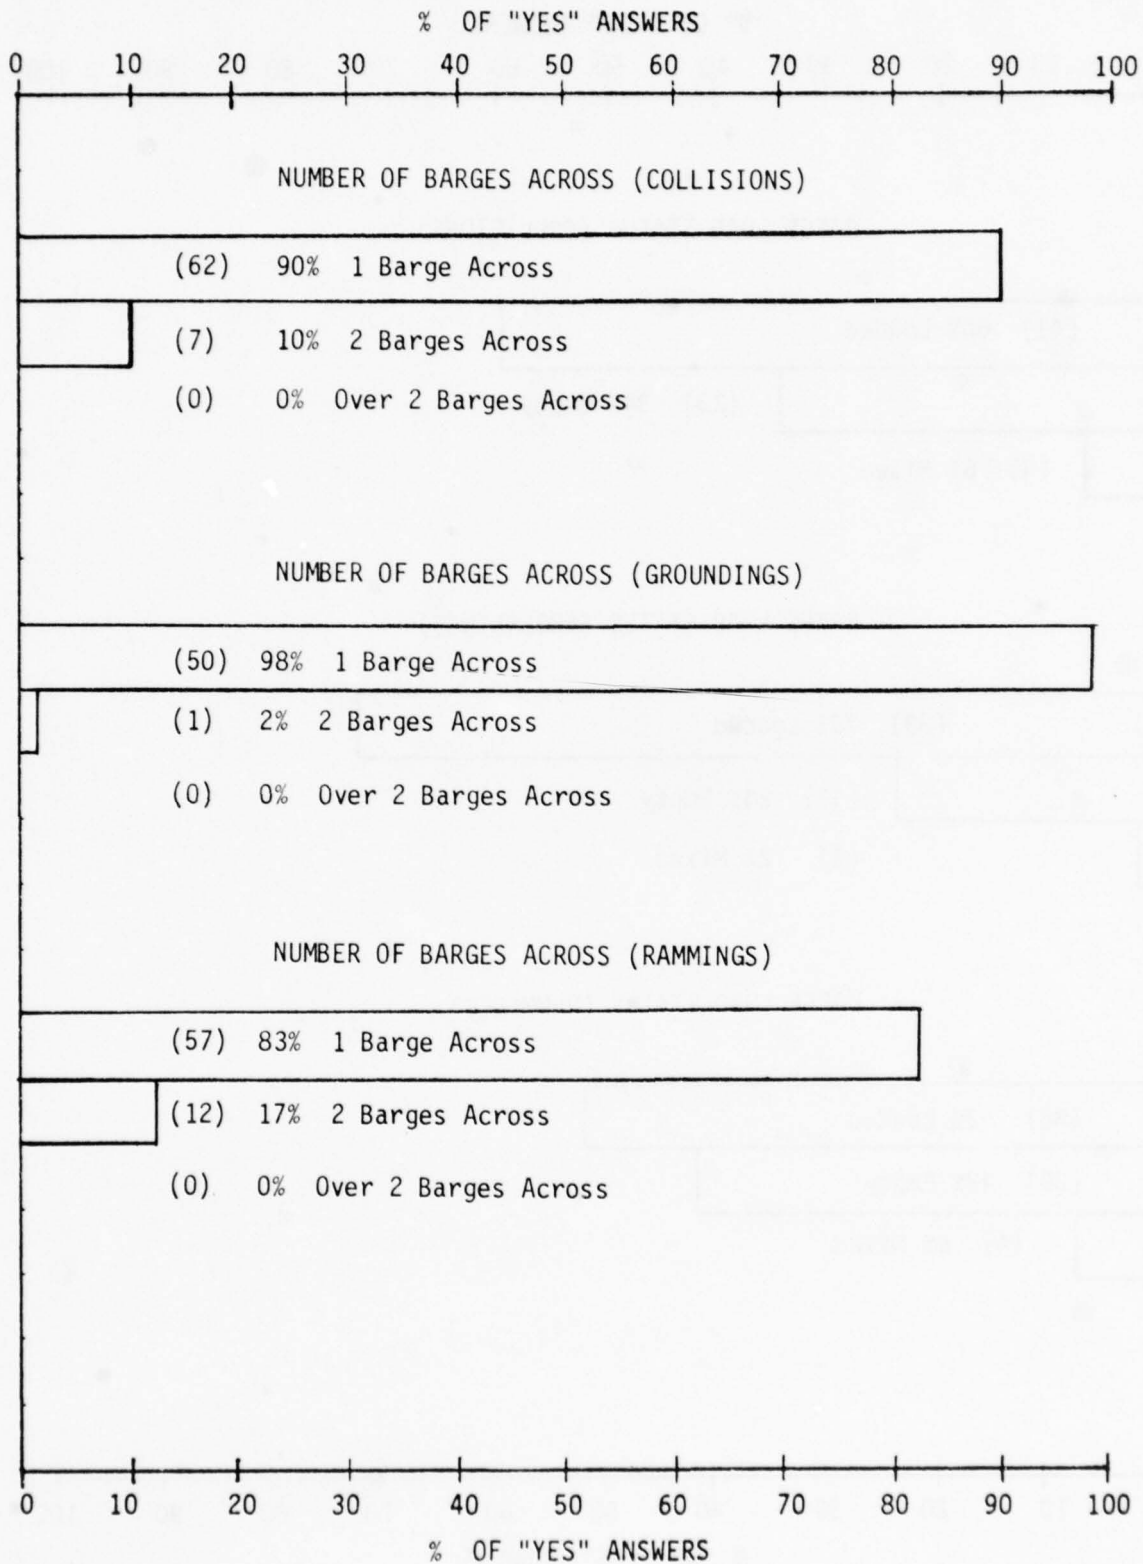 % OF "YES" ANSWERS
0 10 20 30 40 50 60 70 80 90 100
NUMBER OF BARGES ACROSS (COLLISIONS)
(62) 90% 1 Barge Across
(7) 10% 2 Barges Across
(0) 0% Over 2 Barges Across
NUMBER OF BARGES ACROSS (GROUNDINGS)
(50) 98% 1 Barge Across
(1) 2% 2 Barges Across
(0) 0% Over 2 Barges Across
NUMBER OF BARGES ACROSS (RAMMINGS)
(57) 83% 1 Barge Across
(12) 17% 2 Barges Across
(0) 0% Over 2 Barges Across
0 10 20 30 40 50 60 70 80 90 100
% OF "YES" ANSWERS